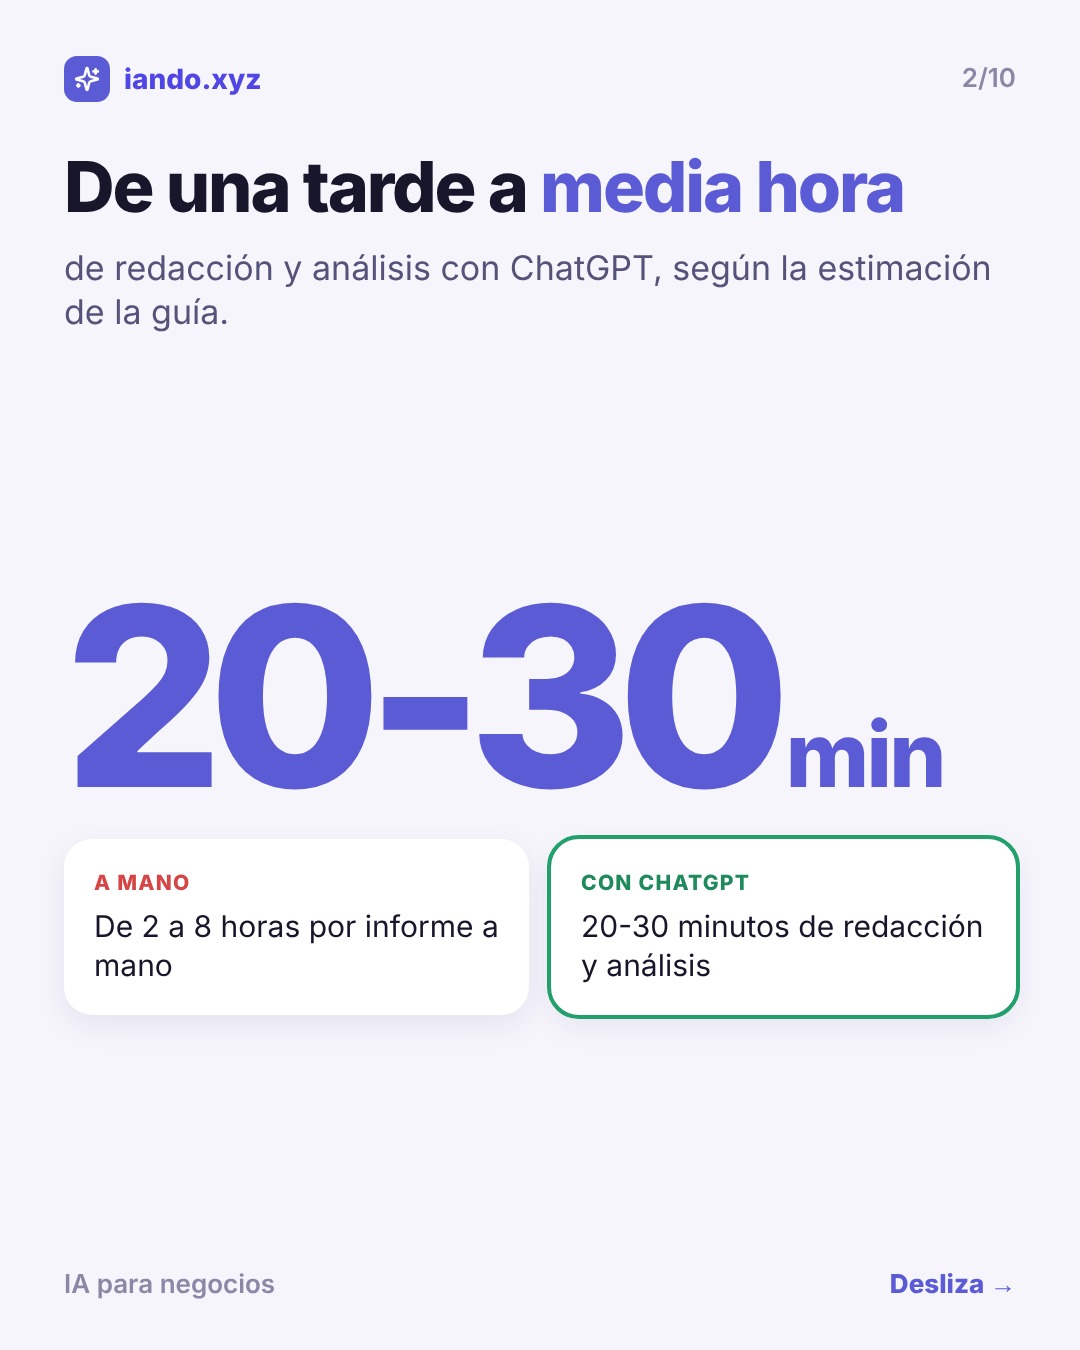 iando.xyz
2/10
De una tarde a media hora
de redacción y análisis con ChatGPT, según la estimación
de la guía.
20-30 min
A MANO
De 2 a 8 horas por informe a
mano
CON CHATGPT
20-30 minutos de redacción
y análisis
IA para negocios
Desliza →